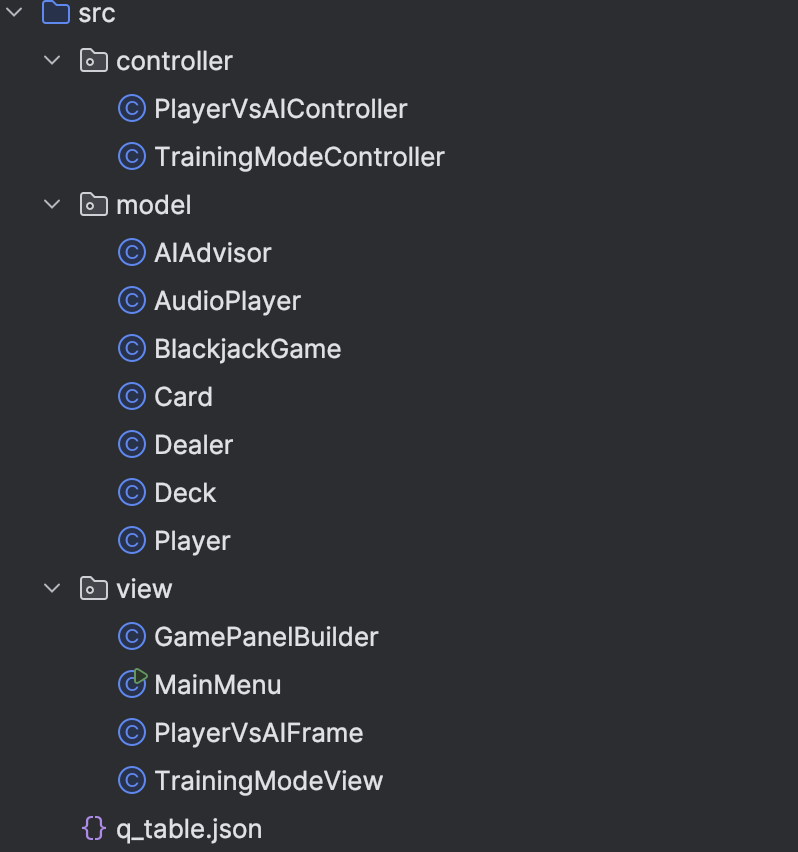 src
controller
PlayerVsAIController
TrainingModeController
model
AIAdvisor
AudioPlayer
BlackjackGame
Card
Dealer
Deck
Player
view
GamePanelBuilder
MainMenu
PlayerVsAIFrame
TrainingModeView
q_table.json